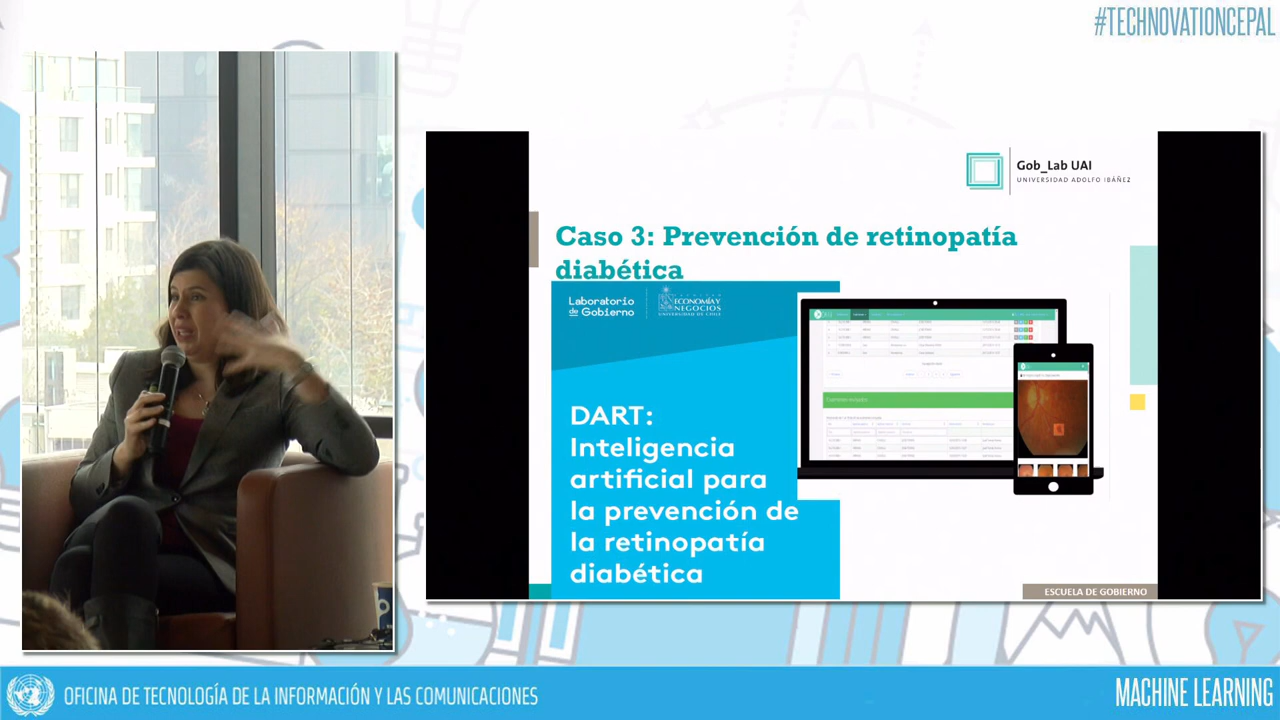 #TECHNOVATIONCEPAL
Gob_Lab UAI
UNIVERSIDAD ADOLFO IBÁÑEZ
Caso 3: Prevención de retinopatía
diabética
Laboratorio
de Gobierno
ECONOMÍA Y
NEGOCIOS
UNIVERSIDAD DE CHILE
DART:
Inteligencia
artificial para
la prevención de
la retinopatía
diabética
ESCUELA DE GOBIERNO
OFICINA DE TECNOLOGÍA DE LA INFORMACIÓN Y LAS COMUNICACIONES
MACHINE LEARNING